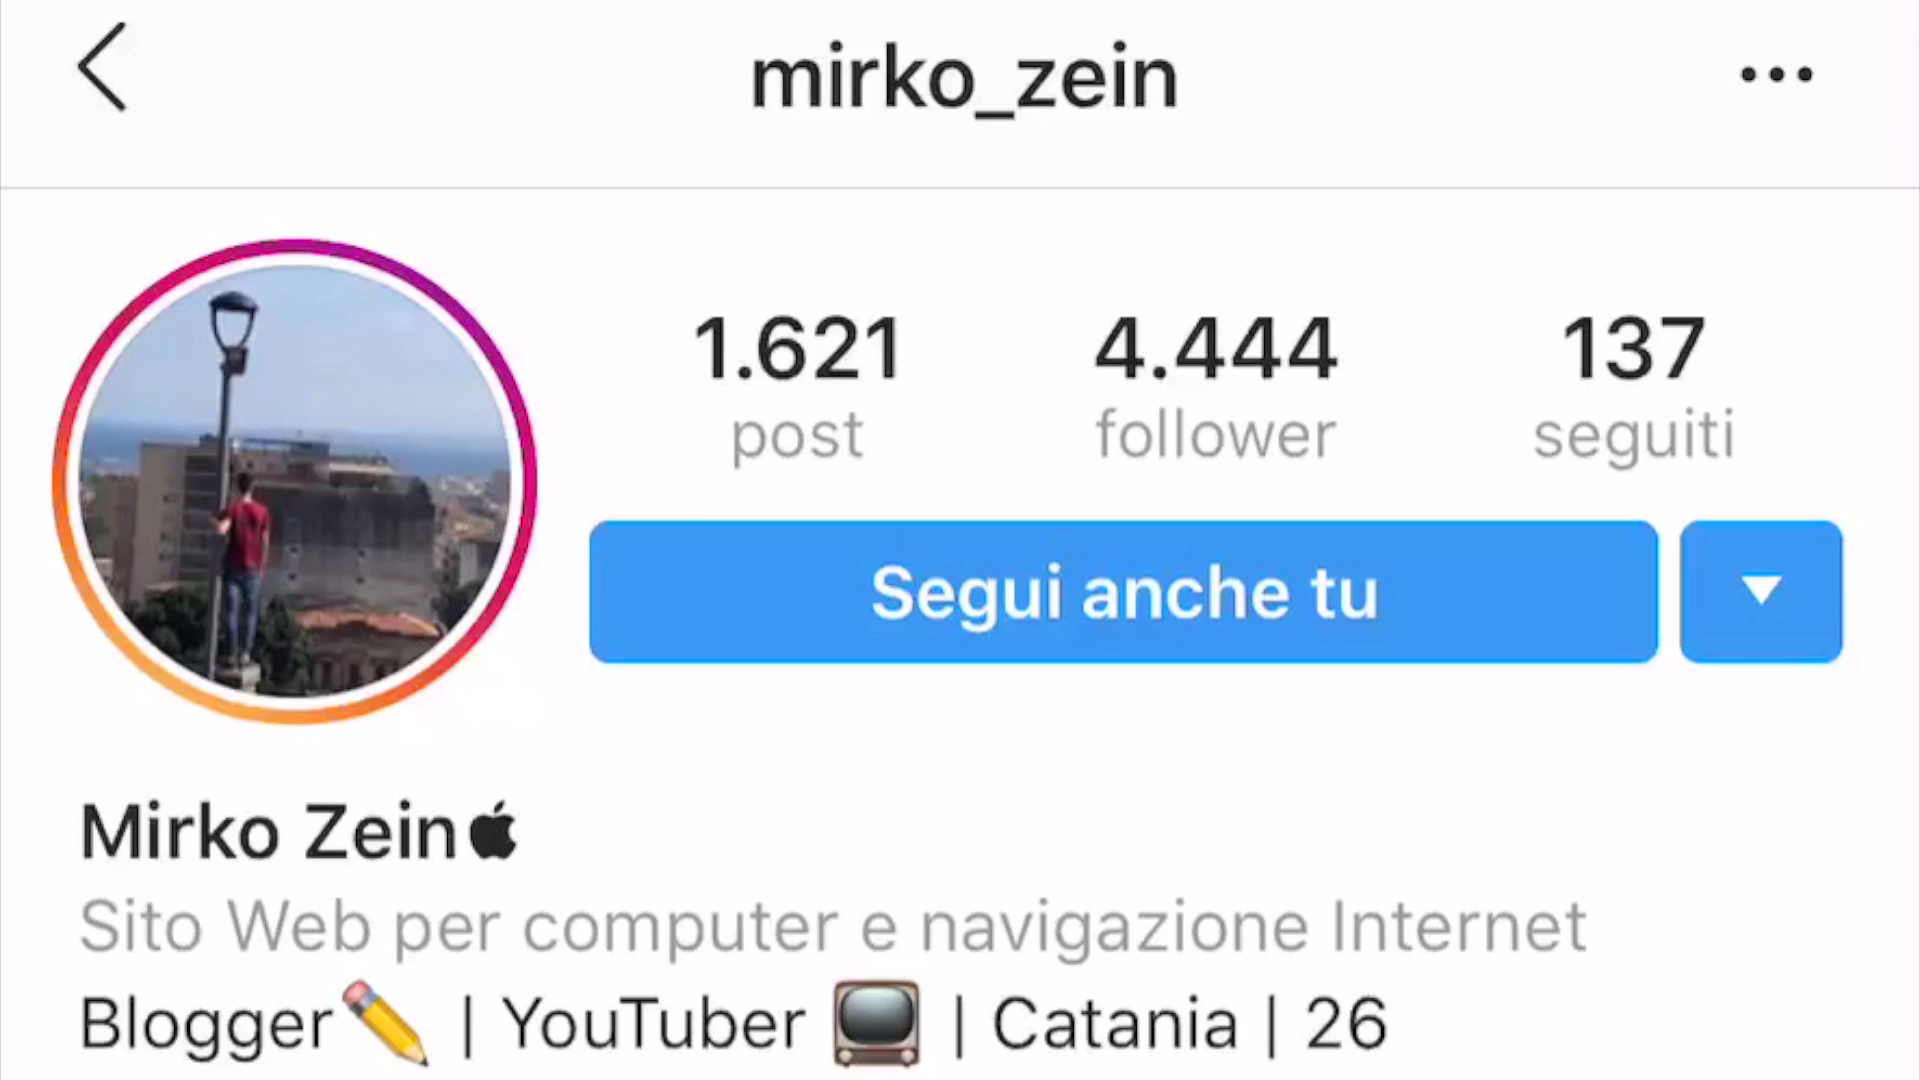 mirko_zein
1.621 4.444 137
post follower seguiti
Segui anche tu
Mirko Zein
Sito Web per computer e navigazione Internet
Blogger✏️ | YouTuber 📺 | Catania | 26